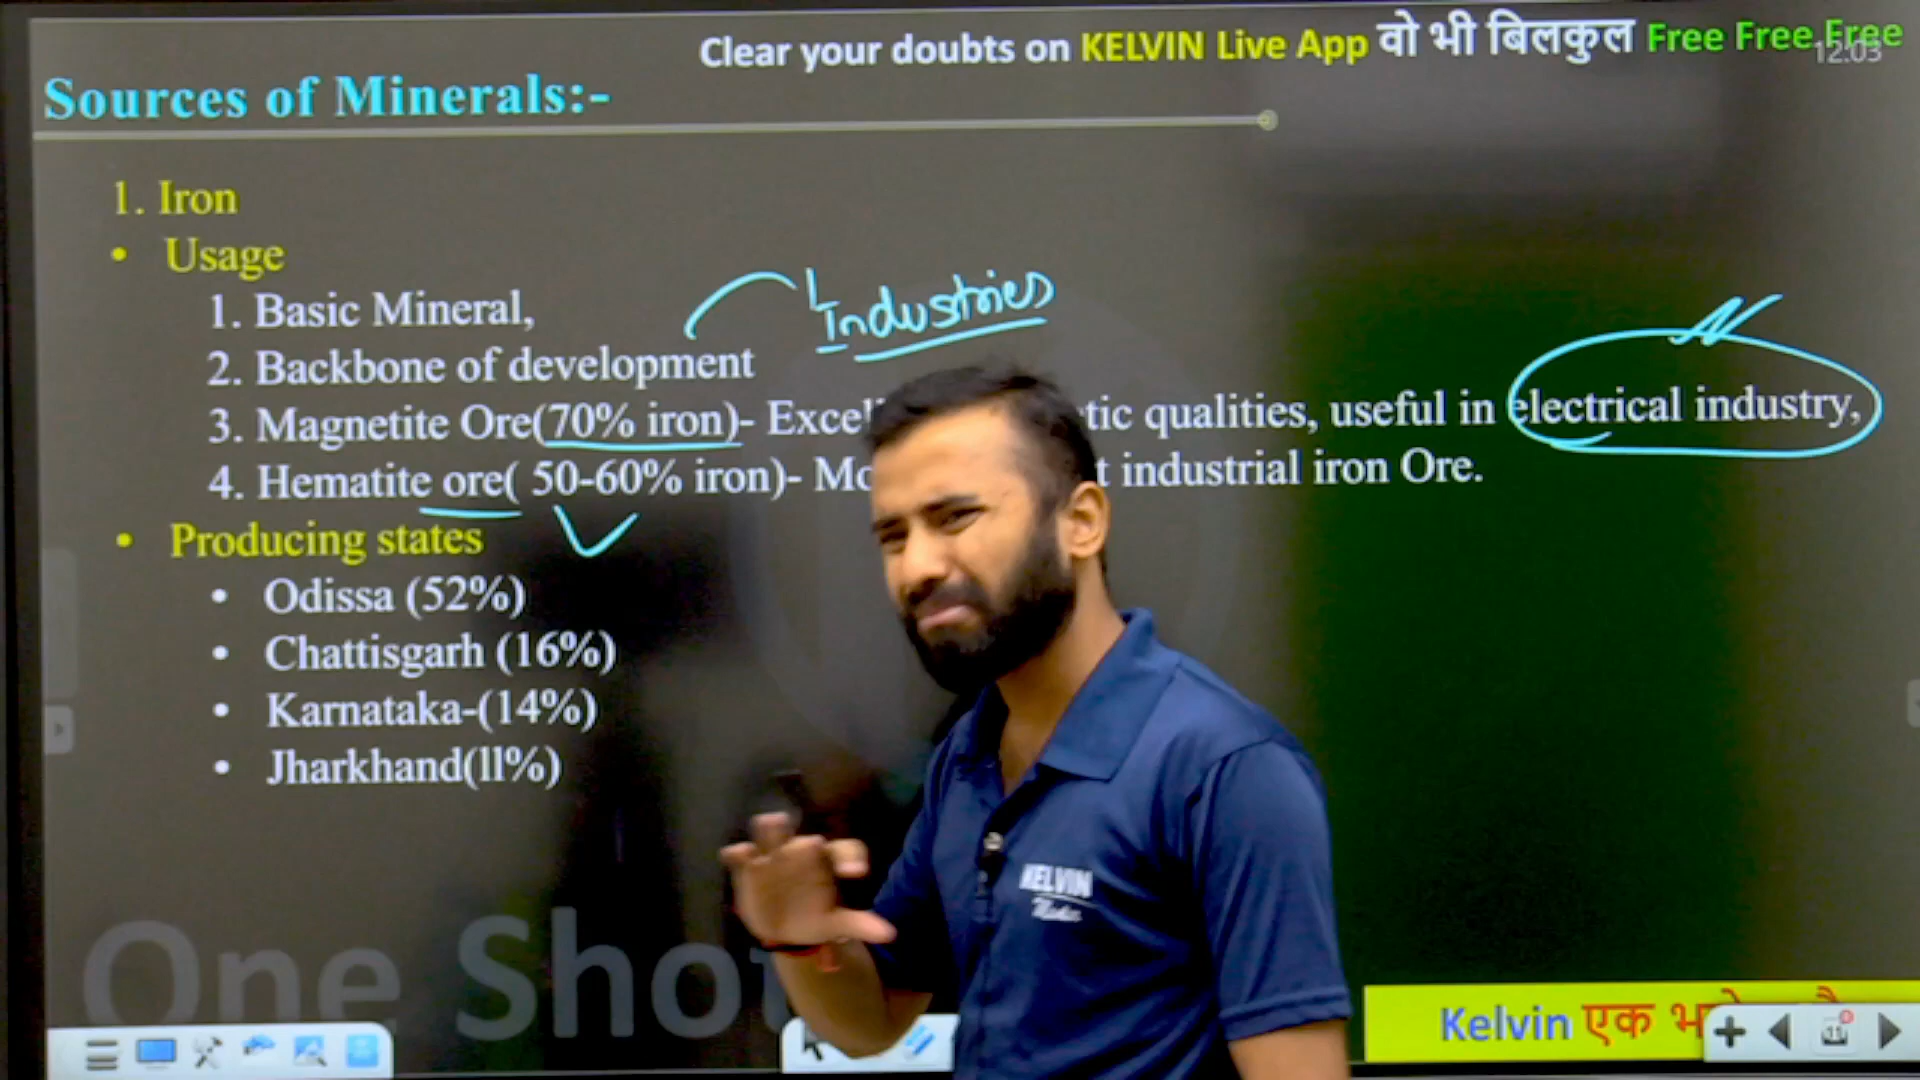 Clear your doubts on KELVIN Live App वो भी बिलकुल Free Free Free
12:03
Sources of Minerals:-
1. Iron
• Usage
1. Basic Mineral,
Industries
2. Backbone of development
3. Magnetite Ore(70% iron)- tic qualities, useful in electrical industry,
4. Hematite ore( 50-60% iron)- t industrial iron Ore.
• Producing states
• Odissa (52%)
• Chattisgarh (16%)
• Karnataka-(14%)
• Jharkhand(11%)
KELVIN
One Shot
Kelvin एक
11